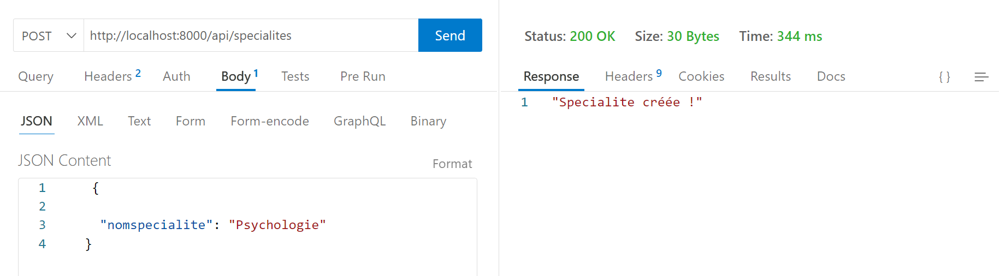 POST http://localhost:8000/api/specialites Send
Query Headers 2 Auth Body 1 Tests Pre Run
JSON XML Text Form Form-encode GraphQL Binary
JSON Content
Format
1 {
2
3 "nomspecialite": "Psychologie"
4 }
Status: 200 OK Size: 30 Bytes Time: 344 ms
Response Headers 9 Cookies Results Docs { }
1 "Specialite créée !"